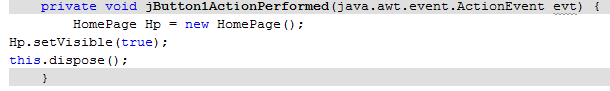 private void jButton1ActionPerformed(java.awt.event.ActionEvent evt) {
HomePage Hp = new HomePage();
Hp.setVisible(true);
this.dispose();
}